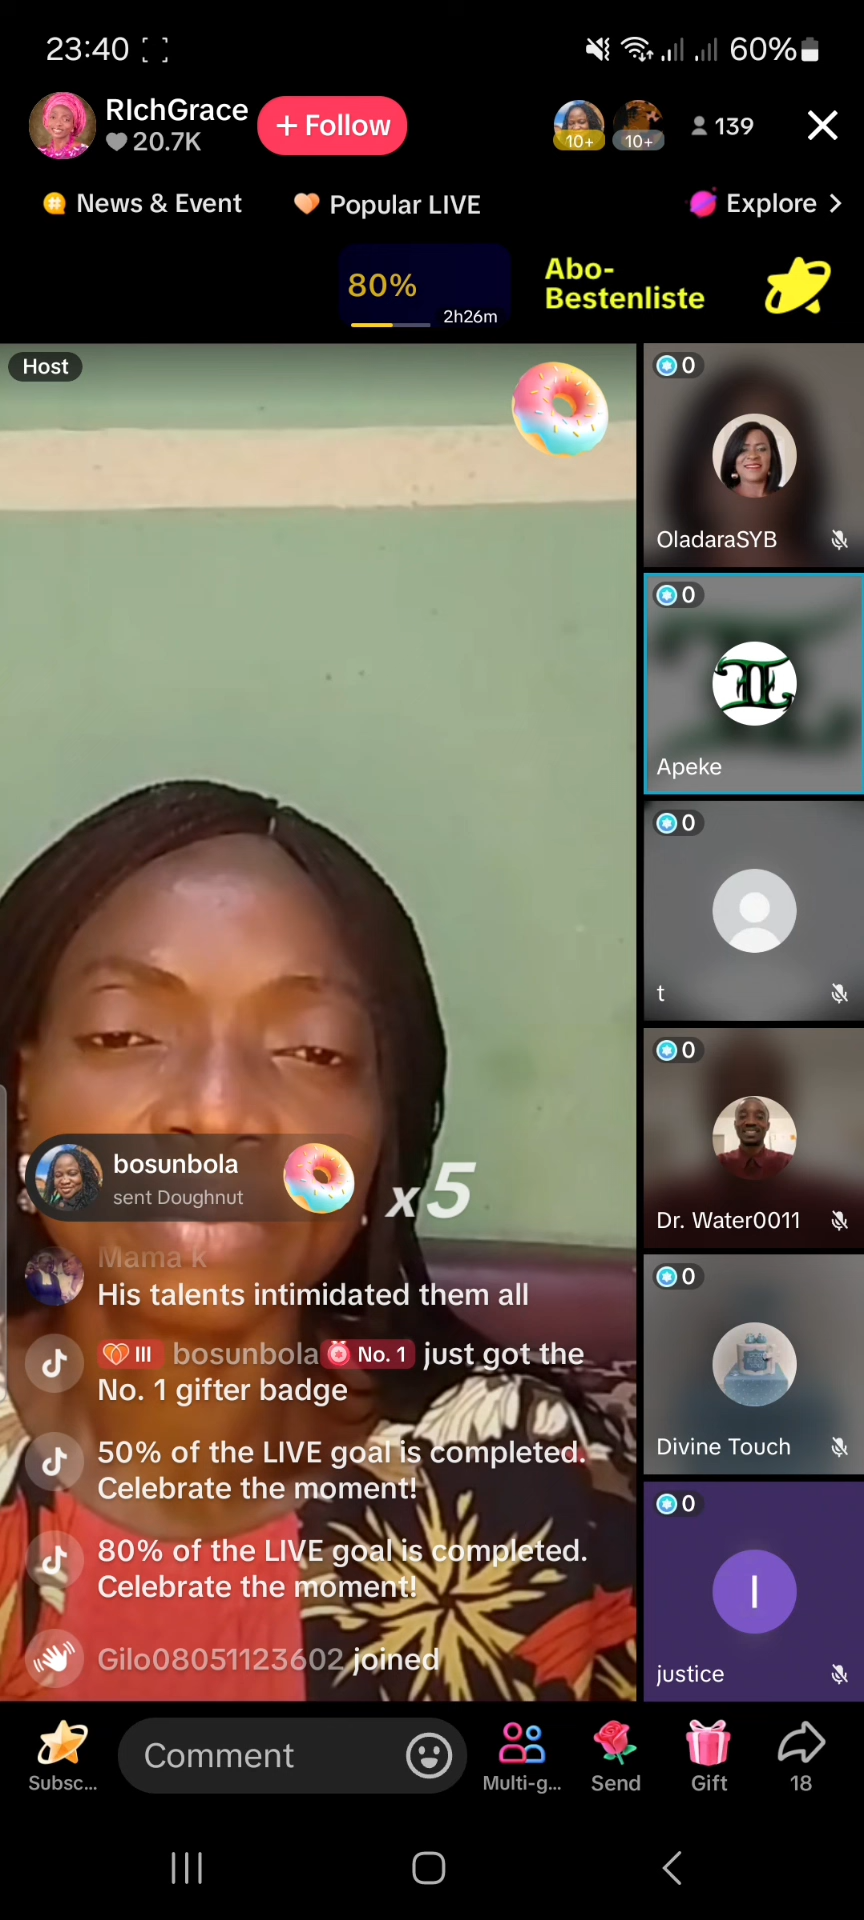 23:40
60%
RIchGrace
20.7K
+ Follow
10+
10+
139
News & Event
Popular LIVE
Explore
80%
2h26m
Abo-
Bestenliste
Host
0
OladaraSYB
0
Apeke
0
t
0
Dr. Water0011
0
Divine Touch
0
I
justice
bosunbola
sent Doughnut
x5
Mama k
His talents intimidated them all
III bosunbola No. 1 just got the
No. 1 gifter badge
50% of the LIVE goal is completed.
Celebrate the moment!
80% of the LIVE goal is completed.
Celebrate the moment!
Gilo08051123602 joined
Subsc...
Comment
Multi-g...
Send
Gift
18